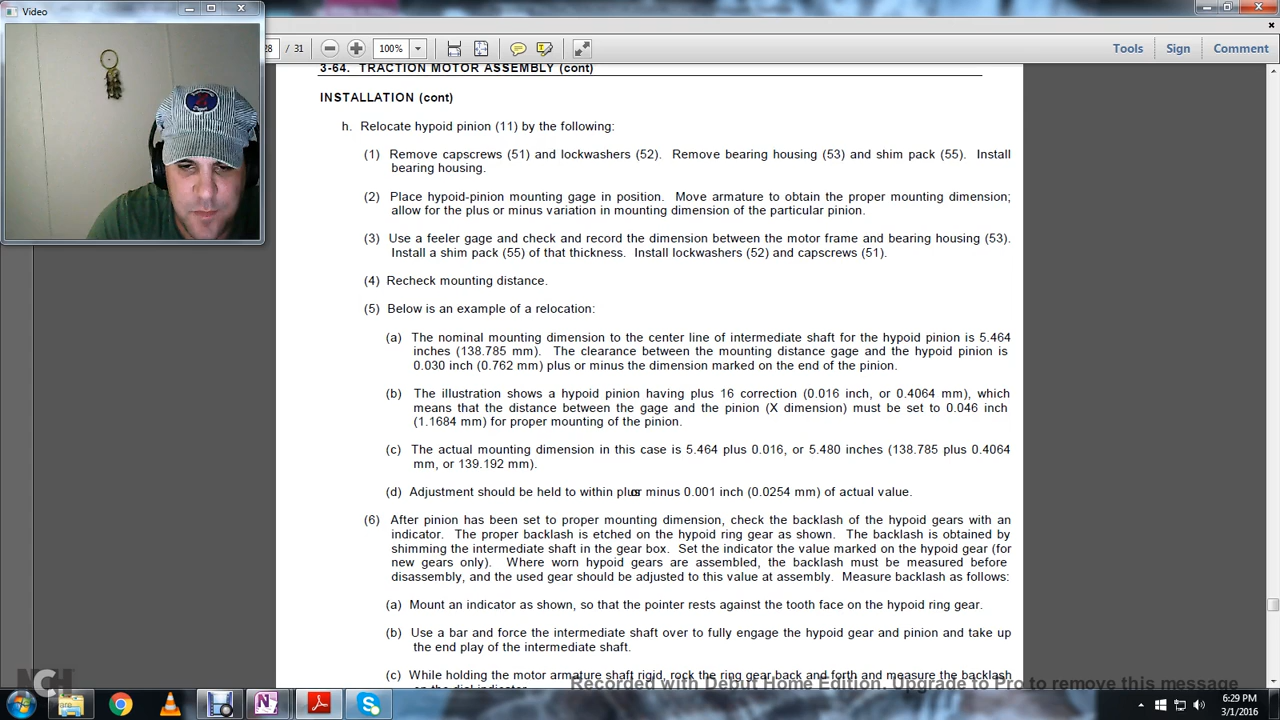 Video
28 / 31
100%
Tools Sign Comment
3-64. TRACTION MOTOR ASSEMBLY (cont)
INSTALLATION (cont)
h. Relocate hypoid pinion (11) by the following:
(1) Remove capscrews (51) and lockwashers (52). Remove bearing housing (53) and shim pack (55). Install
bearing housing.
(2) Place hypoid-pinion mounting gage in position. Move armature to obtain the proper mounting dimension;
allow for the plus or minus variation in mounting dimension of the particular pinion.
(3) Use a feeler gage and check and record the dimension between the motor frame and bearing housing (53).
Install a shim pack (55) of that thickness. Install lockwashers (52) and capscrews (51).
(4) Recheck mounting distance.
(5) Below is an example of a relocation:
(a) The nominal mounting dimension to the center line of intermediate shaft for the hypoid pinion is 5.464
inches (138.785 mm). The clearance between the mounting distance gage and the hypoid pinion is
0.030 inch (0.762 mm) plus or minus the dimension marked on the end of the pinion.
(b) The illustration shows a hypoid pinion having plus 16 correction (0.016 inch, or 0.4064 mm), which
means that the distance between the gage and the pinion (X dimension) must be set to 0.046 inch
(1.1684 mm) for proper mounting of the pinion.
(c) The actual mounting dimension in this case is 5.464 plus 0.016, or 5.480 inches (138.785 plus 0.4064
mm, or 139.192 mm).
(d) Adjustment should be held to within plus or minus 0.001 inch (0.0254 mm) of actual value.
(6) After pinion has been set to proper mounting dimension, check the backlash of the hypoid gears with an
indicator. The proper backlash is etched on the hypoid ring gear as shown. The backlash is obtained by
shimming the intermediate shaft in the gear box. Set the indicator the value marked on the hypoid gear (for
new gears only). Where worn hypoid gears are assembled, the backlash must be measured before
disassembly, and the used gear should be adjusted to this value at assembly. Measure backlash as follows:
(a) Mount an indicator as shown, so that the pointer rests against the tooth face on the hypoid ring gear.
(b) Use a bar and force the intermediate shaft over to fully engage the hypoid gear and pinion and take up
the end play of the intermediate shaft.
(c) While holding the motor armature shaft rigid, rock the ring gear back and forth and measure the backlash
Recorded with Debut Home Edition. Upgrade to Pro to remove this message
NCH
6:29 PM
3/1/2016